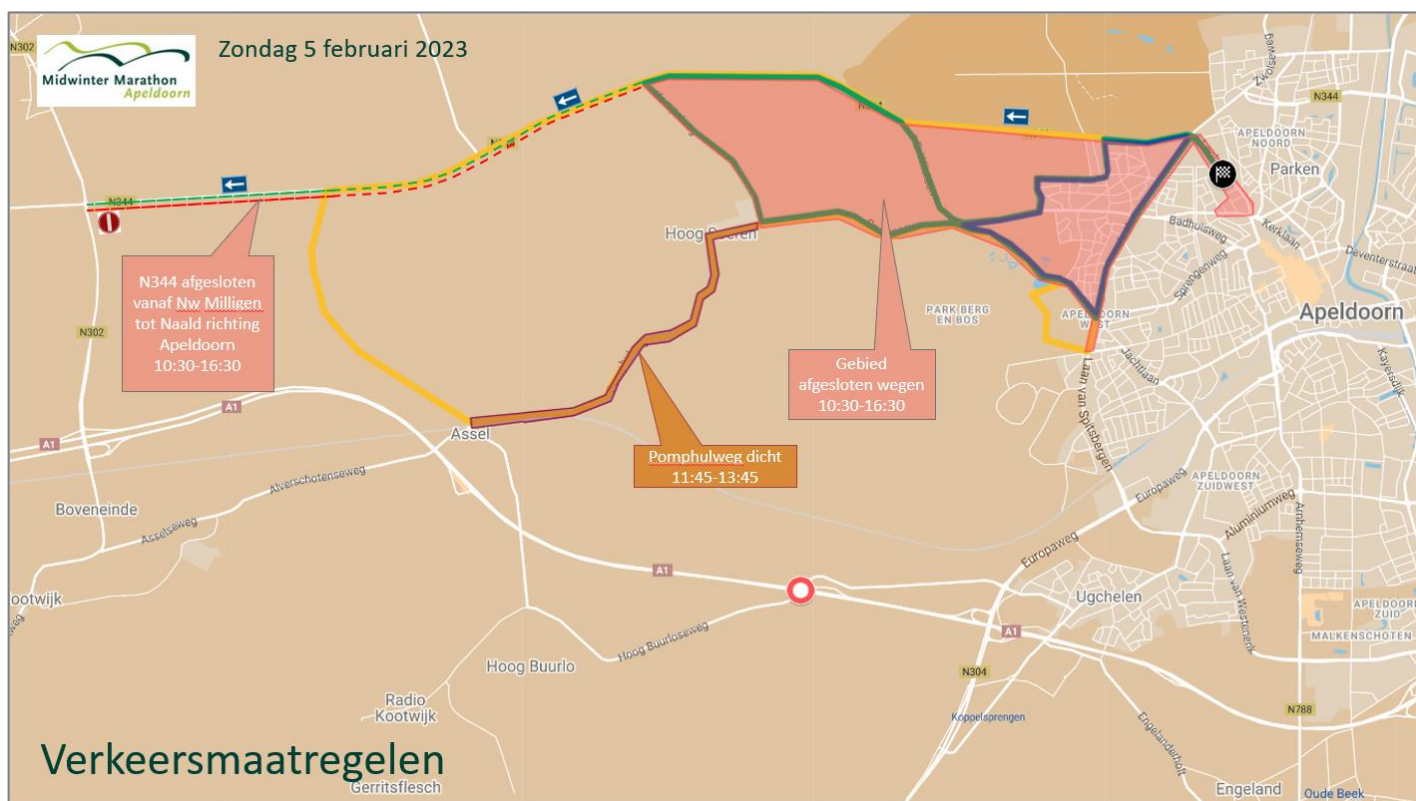 Midwinter Marathon
Apeldoorn
Zondag 5 februari 2023
N302
N344
APELDOORN
NOORD
Parken
N344
Hoog Soeren
Badhuisweg
Kerklaan
Deventerstraat
Sprengenweg
N344 afgesloten
vanaf Nw Milligen
tot Naald richting
Apeldoorn
10:30-16:30
N302
PARK BERG
EN BOS
APELDOORN
WEST
Apeldoorn
Jachtlaan
Kayersdijk
Gebied
afgesloten wegen
10:30-16:30
Laan van Spitsbergen
A1
A1
Assel
Pomphulweg dicht
11:45-13:45
Alverschotenseweg
APELDOORN
ZUIDWEST
Europaweg
Aluminiumweg
Arnhemseweg
Boveneinde
Asselseweg
Europaweg
A1
Laan van Westenenk
ootwijk
Ugchelen
APELDOORN
ZUID
A1
MALKENSCHOTEN
Hoog Buurloseweg
Hoog Buurlo
N304
Radio
Kootwijk
Koppelsprengen
N788
Engelanderholt
Verkeersmaatregelen
Gerritsflesch
Engeland
Oude Beek